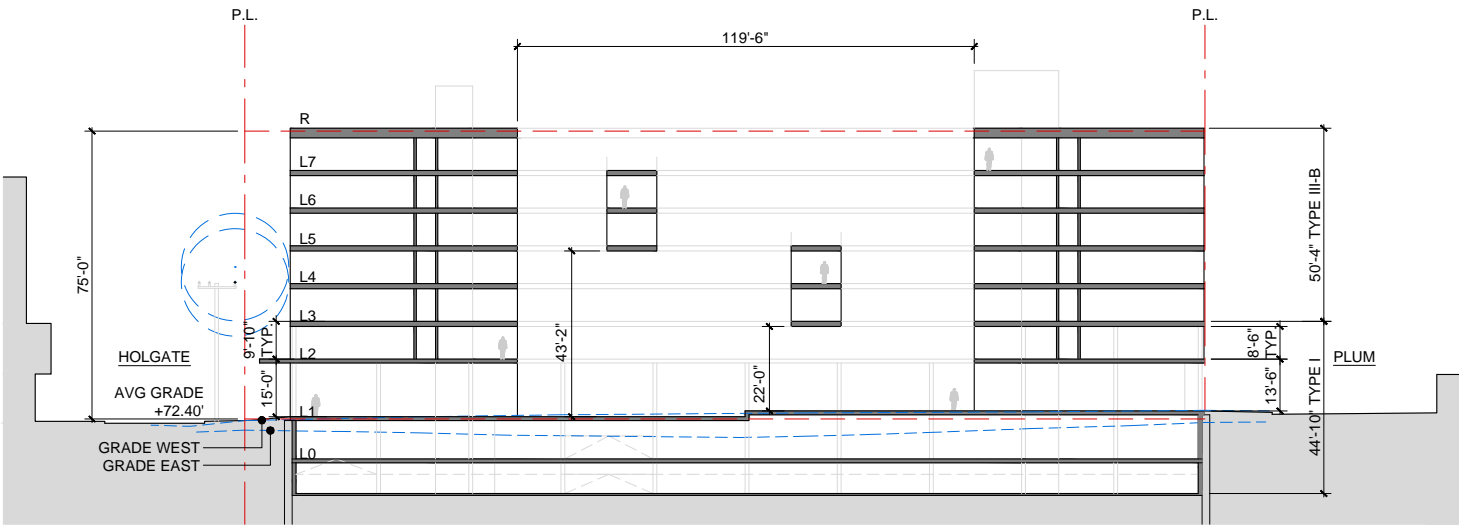 P.L.
P.L.
119'-6"
R
L7
L6
L5
L4
L3
L2
L1
L0
75'-0"
9'-10"
TYP.
15'-0"
43'-2"
22'-0"
50'-4" TYPE III-B
8'-6"
TYP
13'-6"
44'-10" TYPE I
HOLGATE
PLUM
AVG GRADE
+72.40'
GRADE WEST
GRADE EAST